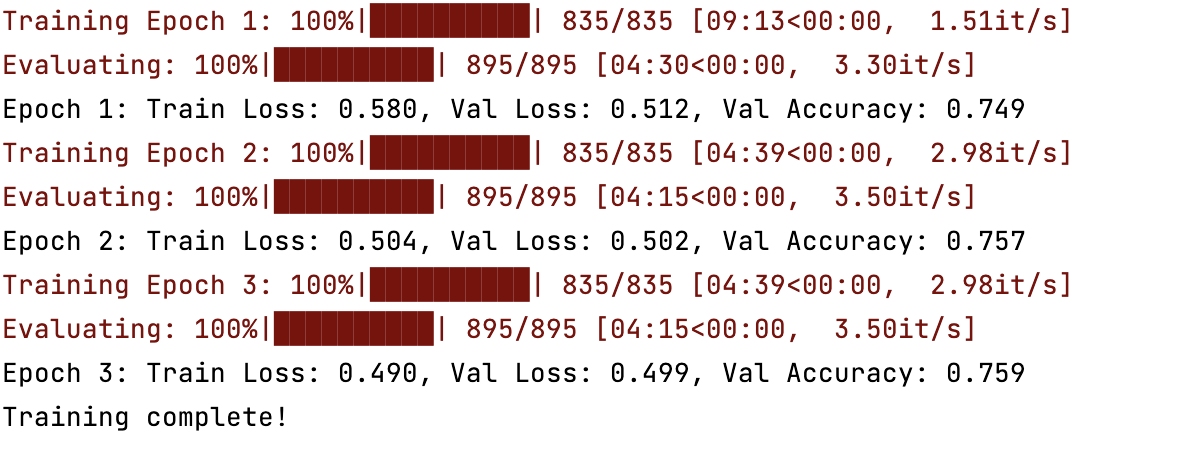 Training Epoch 1: 100%|██████████| 835/835 [09:13<00:00,  1.51it/s]
Evaluating: 100%|██████████| 895/895 [04:30<00:00,  3.30it/s]
Epoch 1: Train Loss: 0.580, Val Loss: 0.512, Val Accuracy: 0.749
Training Epoch 2: 100%|██████████| 835/835 [04:39<00:00,  2.98it/s]
Evaluating: 100%|██████████| 895/895 [04:15<00:00,  3.50it/s]
Epoch 2: Train Loss: 0.504, Val Loss: 0.502, Val Accuracy: 0.757
Training Epoch 3: 100%|██████████| 835/835 [04:39<00:00,  2.98it/s]
Evaluating: 100%|██████████| 895/895 [04:15<00:00,  3.50it/s]
Epoch 3: Train Loss: 0.490, Val Loss: 0.499, Val Accuracy: 0.759
Training complete!